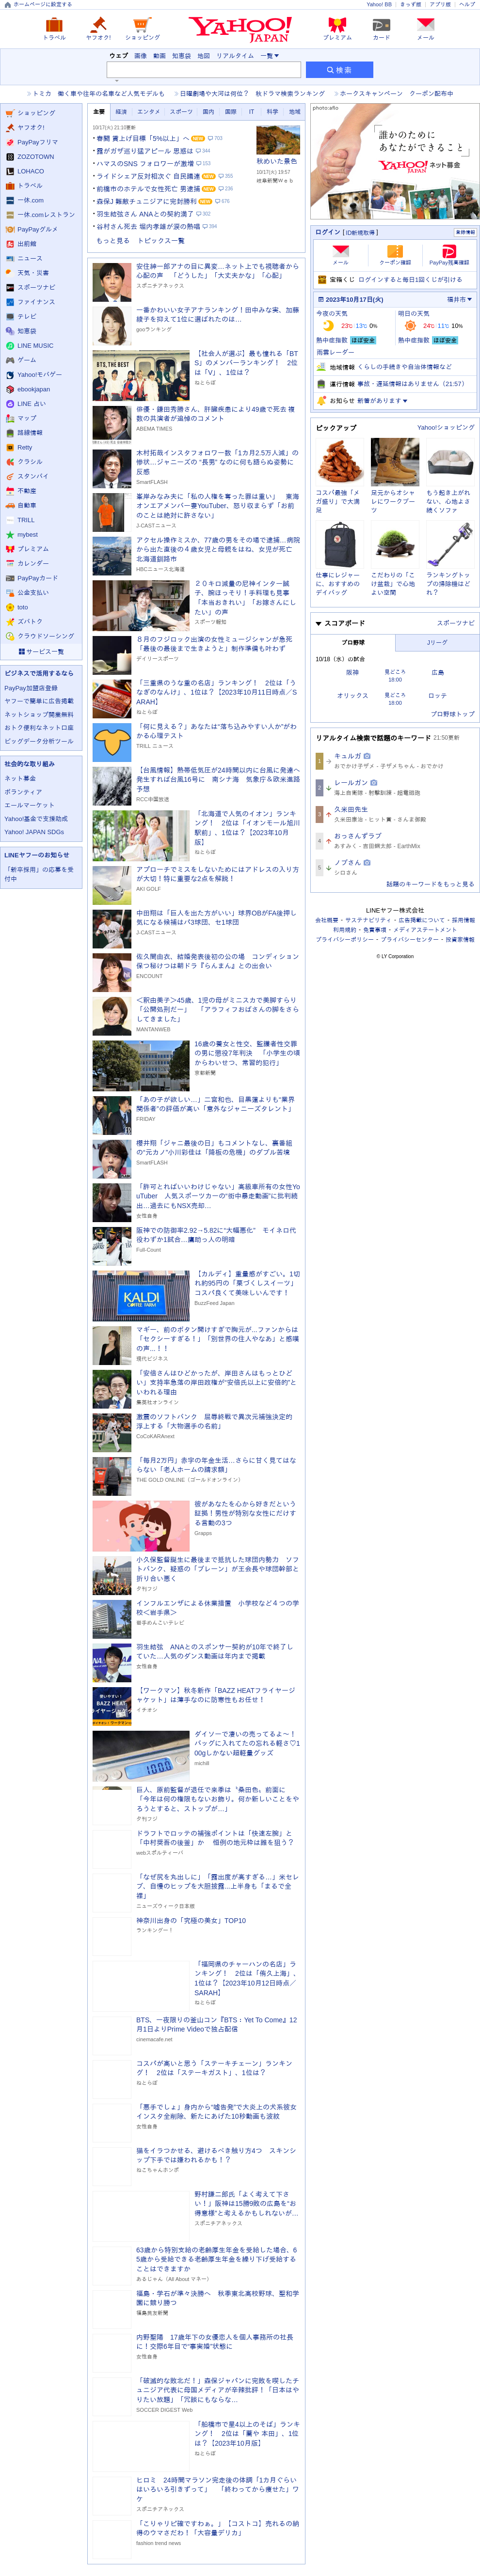 ホームページに設定する
Yahoo! BB
きっず版
アプリ版
ヘルプ
トラベル
ヤフオク!
ショッピング
YAHOO!
JAPAN
プレミアム
カード
メール
ウェブ 画像 動画 知恵袋 地図 リアルタイム 一覧
検索
トミカ 働く車や往年の名車など人気モデルも
日曜劇場や大河は何位? 秋ドラマ検索ランキング
ホークスキャンペーン クーポン配布中
ショッピング
ヤフオク!
PayPayフリマ
ZOZOTOWN
LOHACO
トラベル
一休.com
一休.comレストラン
PayPayグルメ
出前館
ニュース
天気・災害
スポーツナビ
ファイナンス
テレビ
知恵袋
LINE MUSIC
ゲーム
Yahoo!モバゲー
ebookjapan
LINE 占い
マップ
路線情報
Retty
クラシル
スタンバイ
不動産
自動車
TRILL
mybest
プレミアム
カレンダー
PayPayカード
公金支払い
toto
ズバトク
クラウドソーシング
サービス一覧
ビジネスで活用するなら
PayPay加盟店登録
ヤフーで簡単に広告掲載
ネットショップ開業無料
おトク便利なネット口座
ビッグデータ分析ツール
社会的な取り組み
ネット募金
ボランティア
エールマーケット
Yahoo!基金で支援助成
Yahoo! JAPAN SDGs
LINEヤフーのお知らせ
「新卒採用」の応募を受付中
主要 経済 エンタメ スポーツ 国内 国際 IT 科学 地域
10/17(火) 21:10更新
春闘 賃上げ目標「5%以上」へ NEW 703
露がガザ巡り猛アピール 思惑は 344
ハマスのSNS フォロワーが激増 153
ライドシェア反対相次ぐ 自民議連 NEW 355
前橋市のホテルで女性死亡 男逮捕 NEW 236
森保J 難敵チュニジアに完封勝利 NEW 676
羽生結弦さん ANAとの契約満了 302
谷村さん死去 堀内孝雄が涙の熱唱 394
もっと見る トピックス一覧
秋めいた景色
10/17(火) 19:57
岐阜新聞Ｗｅｂ
安住紳一郎アナの目に異変…ネット上でも視聴者から心配の声 「どうした」「大丈夫かな」「心配」
スポニチアネックス
一番かわいい女子アナランキング！田中みな実、加藤綾子を抑えて1位に選ばれたのは…
gooランキング
【社会人が選ぶ】最も憧れる「BTS」のメンバーランキング！ 2位は「V」、1位は？
ねとらぼ
俳優・鎌田秀勝さん、肝臓疾患により49歳で死去 複数の共演者が追悼のコメント
ABEMA TIMES
木村拓哉インスタフォロワー数「1カ月2.5万人減」の惨状…ジャニーズの "長男" なのに何も語らぬ姿勢に反感
SmartFLASH
峯岸みなみ夫に「私の人権を奪った罪は重い」 東海オンエアメンバー妻YouTuber、怒り収まらず「お前のことは絶対に許さない」
J-CASTニュース
アクセル操作ミスか、77歳の男をその場で逮捕…病院から出た直後の４歳女児と母親をはね、女児が死亡 北海道釧路市
HBCニュース北海道
２０キロ減量の尼神インター誠子、腕ほっそり！手料理も見事「本当おきれい」「お嫁さんにしたい」の声
スポーツ報知
８月のフジロック出演の女性ミュージシャンが急死 「最後の最後まで生きようと」制作準備も叶わず
デイリースポーツ
「三重県のうな重の名店」ランキング！ 2位は「うなぎのなんけ」、1位は？【2023年10月11日時点／SARAH】
ねとらぼ
「何に見える？」あなたは“落ち込みやすい人か”がわかる心理テスト
TRILL ニュース
【台風情報】熱帯低気圧が24時間以内に台風に発達へ 発生すれば台風16号に 南シナ海 気象庁＆欧米進路予想
RCC中国放送
「北海道で人気のイオン」ランキング！ 2位は「イオンモール旭川駅前」、1位は？【2023年10月版】
ねとらぼ
アプローチでミスをしないためにはアドレスの入り方が大切！特に重要な2点を解説！
AKI GOLF
中田翔は「巨人を出た方がいい」球界OBがFA後押し 気になる候補はパ3球団、セ1球団
J-CASTニュース
佐久間由衣、結婚発表後初の公の場 コンディション保つ秘けつは朝ドラ『らんまん』との出会い
ENCOUNT
＜釈由美子＞45歳、1児の母がミニスカで美脚すらり 「公開処刑だー」 「アラフィフおばさんの脚をさらしてきました」
MANTANWEB
16歳の養女と性交、監護者性交罪の男に懲役7年判決 「小学生の頃からわいせつ、常習的犯行」
京都新聞
「あの子が欲しい…」二宮和也、目黒蓮よりも“業界関係者”の評価が高い「意外なジャニーズタレント」
FRIDAY
櫻井翔「ジャニ最後の日」もコメントなし、裏番組の“元カノ”小川彩佳は「降板の危機」のダブル苦境
SmartFLASH
「許可とればいいわけじゃない」高級車所有の女性YouTuber 人気スポーツカーの“街中暴走動画”に批判続出…過去にもNSX売却…
女性自身
阪神での防御率2.92→5.82に“大幅悪化” モイネロ代役わずか1試合…鷹助っ人の明暗
Full-Count
【カルディ】重量感がすごい。1切れ約95円の「栗づくしスイーツ」コスパ良くて美味しいんです！
BuzzFeed Japan
マギー、前のボタン開けすぎで胸元が…ファンからは「セクシーすぎる！」「別世界の住人やなあ」と感嘆の声…！！
現代ビジネス
「安倍さんはひどかったが、岸田さんはもっとひどい」支持率急落の岸田政権が“安倍氏以上に安倍的”といわれる理由
集英社オンライン
激震のソフトバンク 屈辱終戦で異次元補強決定的 浮上する「大物選手の名前」
CoCoKARAnext
「毎月2万円」赤字の年金生活…さらに甘く見てはならない「老人ホームの請求額」
THE GOLD ONLINE（ゴールドオンライン）
彼があなたを心から好きだという証拠！男性が特別な女性にだけする言動の3つ
Grapps
小久保監督誕生に最後まで抵抗した球団内勢力 ソフトバンク、疑惑の「ブレーン」が王会長や球団幹部と折り合い悪く
夕刊フジ
インフルエンザによる休業措置 小学校など４つの学校＜岩手県＞
岩手めんこいテレビ
羽生結弦 ANAとのスポンサー契約が10年で終了していた…人気のダンス動画は年内まで掲載
女性自身
【ワークマン】秋冬新作「BAZZ HEATフライヤージャケット」は薄手なのに防寒性もお任せ！
イチオシ
ダイソーで凄いの売ってるよ～！バッグに入れてたの忘れる軽さ♡100gしかない超軽量グッズ
michill
巨人、原前監督が退任で来季は〝桑田色〟前面に 「今年は何の権限もないお飾り。何か新しいことをやろうとすると、ストップが…」
夕刊フジ
ドラフトでロッテの補強ポイントは「快速左腕」と「中村奨吾の後釜」か 恒例の地元枠は誰を狙う？
webスポルティーバ
「なぜ尻を丸出しに」「露出度が高すぎる…」米セレブ、自慢のヒップを大胆披露...上半身も「まるで全裸」
ニューズウィーク日本版
神奈川出身の「究極の美女」TOP10
ランキングー！
「福岡県のチャーハンの名店」ランキング！ 2位は「侑久上海」、1位は？【2023年10月12日時点／SARAH】
ねとらぼ
BTS、一夜限りの釜山コン『BTS：Yet To Come』12月1日よりPrime Videoで独占配信
cinemacafe.net
コスパが高いと思う「ステーキチェーン」ランキング！ 2位は「ステーキガスト」、1位は？
ねとらぼ
「悪手でしょ」身内から“嘘告発”で大炎上の犬系彼女 インスタ全削除、新たにあげた10秒動画も波紋
女性自身
猫をイラつかせる、避けるべき触り方4つ スキンシップ下手では嫌われるかも！？
ねこちゃんホンポ
野村謙二郎氏「よく考えて下さい！」阪神は15勝9敗の広島を“お得意様”と考えるかもしれないが…
スポニチアネックス
63歳から特別支給の老齢厚生年金を受給した場合、65歳から受給できる老齢厚生年金を繰り下げ受給することはできますか
あるじゃん（All About マネー）
福島・学石が準々決勝へ 秋季東北高校野球、聖和学園に競り勝つ
福島民友新聞
内野聖陽 17歳年下の女優恋人を個人事務所の社長に！交際6年目で“事実婚”状態に
女性自身
「破滅的な敗北だ！」森保ジャパンに完敗を喫したチュニジア代表に母国メディアが辛辣批評！「日本はやりたい放題」「冗談にもならな…
SOCCER DIGEST Web
「船橋市で星4以上のそば」ランキング！ 2位は「蘭や 本田」、1位は？【2023年10月版】
ねとらぼ
ヒロミ 24時間マラソン完走後の体調「1カ月ぐらいはいろいろ引きずって」 「終わってから痩せた」ワケ
スポニチアネックス
「こりゃリピ確ですわぁ。」【コストコ】売れるの納得のウマさだわ！「大容量デリカ」
fashion trend news
photo:aflo
誰かのために
あなたができること
YAHOO! ネット募金
JAPAN
ログイン [ ID新規取得 ]
登録情報
メール
クーポン確認
PayPay残高確認
宝箱くじ ログインすると毎日1回くじが引ける
2023年10月17日(火)
福井市
今夜の天気
23℃ 13℃ 0%
熱中症指数 ほぼ安全
明日の天気
24℃ 11℃ 10%
熱中症指数 ほぼ安全
雨雲レーダー
地域情報 くらしの手続きや自治体情報など
運行情報 事故・遅延情報はありません（21:57）
お知らせ 新着があります
ピックアップ
Yahoo!ショッピング
コスパ最強「メガ盛り」で大満足
足元からオシャレにワークブーツ
もう起き上がれない、心地よさ続くソファ
仕事にレジャーに、おすすめのデイバッグ
こだわりの「こけ盆栽」で心地よい空間
ランキングトップの掃除機はどれ？
スコアボード
スポーツナビ
プロ野球
Jリーグ
10/18（水）の試合
阪神 見どころ 18:00 広島
オリックス 見どころ 18:00 ロッテ
プロ野球トップ
リアルタイム検索で話題のキーワード 21:50更新
1 キュルガ
おでかけ子ザメ - 子ザメちゃん - おでかけ
2 レールガン
海上自衛隊 - 射撃訓練 - 超電磁砲
3 久米田先生
久米田康治 - ヒット賞 - さんま御殿
4 おっさんずラブ
あすみく - 吉田鋼太郎 - EarthMix
5 ノブさん
シロさん
話題のキーワードをもっと見る
LINEヤフー株式会社
会社概要 - サステナビリティ - 広告掲載について - 採用情報
利用規約 - 免責事項 - メディアステートメント
プライバシーポリシー - プライバシーセンター - 投資家情報
© LY Corporation